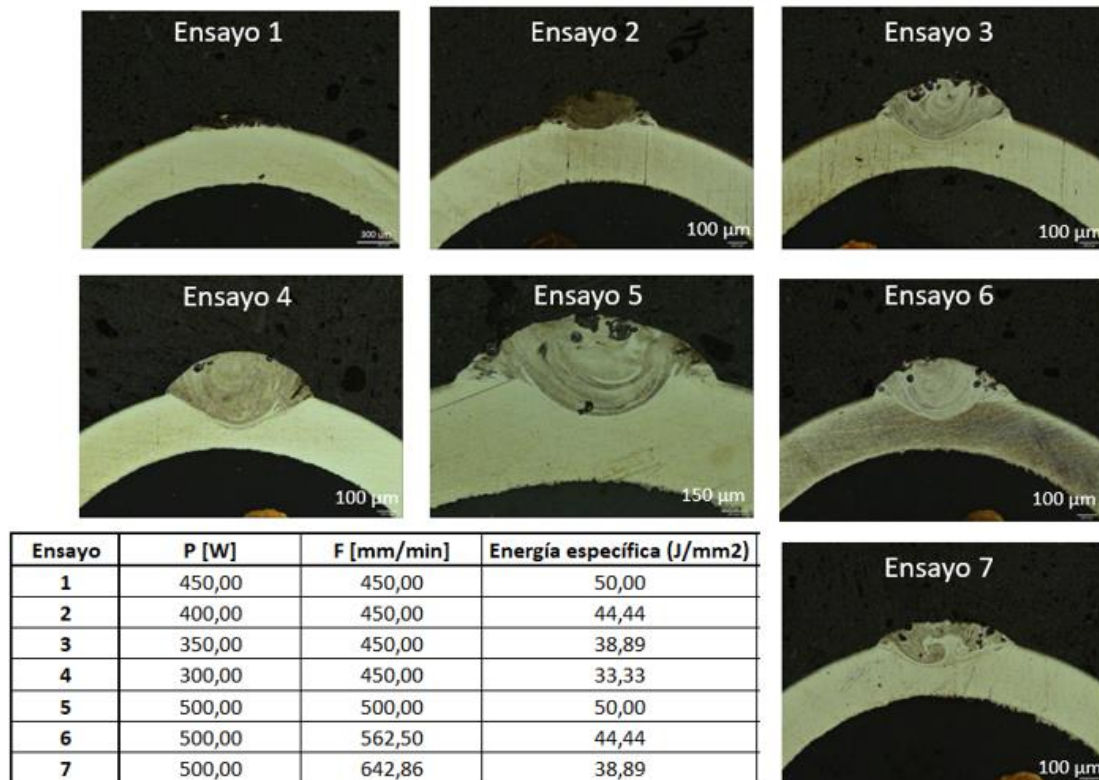 Ensayo 1
300 µm
Ensayo 2
100 µm
Ensayo 3
100 µm
Ensayo 4
100 µm
Ensayo 5
150 µm
Ensayo 6
100 µm
Ensayo P [W] F [mm/min] Energía específica (J/mm2)
1 450,00 450,00 50,00
2 400,00 450,00 44,44
3 350,00 450,00 38,89
4 300,00 450,00 33,33
5 500,00 500,00 50,00
6 500,00 562,50 44,44
7 500,00 642,86 38,89
Ensayo 7
100 µm